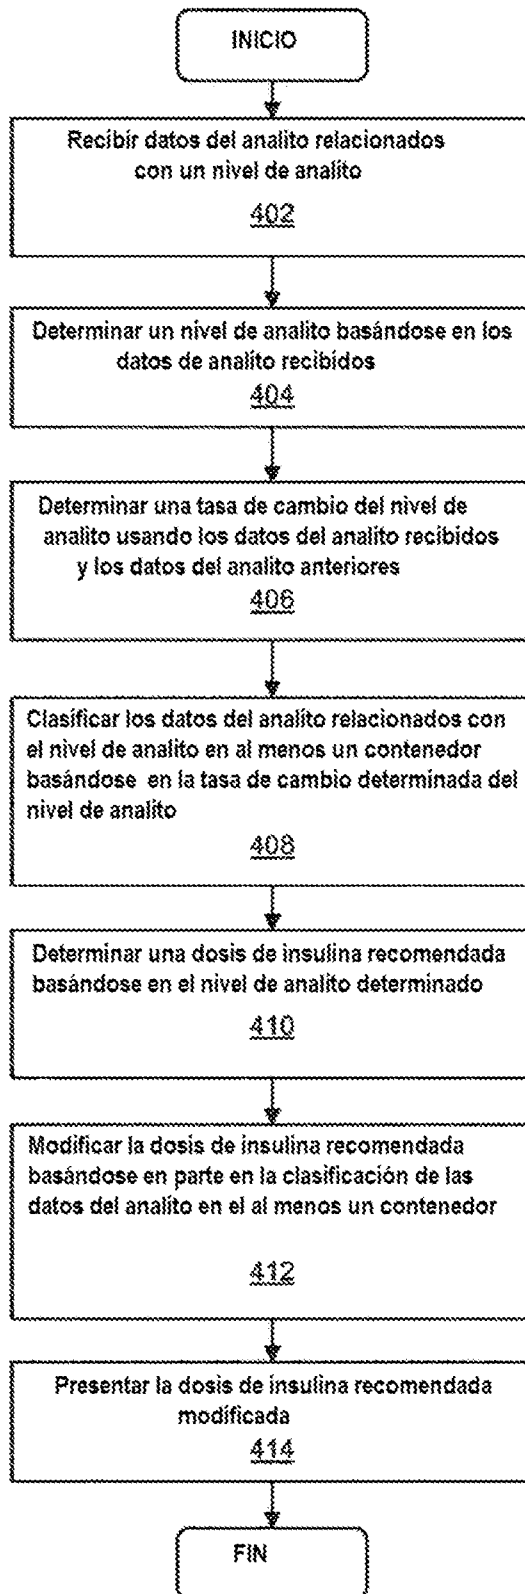 INICIO
Recibir datos del analito relacionados
con un nivel de analito
402
Determinar un nivel de analito basándose en los
datos de analito recibidos
404
Determinar una tasa de cambio del nivel de
analito usando los datos del analito recibidos
y los datos del analito anteriores
406
Clasificar los datos del analito relacionados con
el nivel de analito en al menos un contenedor
basándose en la tasa de cambio determinada del
nivel de analito
408
Determinar una dosis de insulina recomendada
basándose en el nivel de analito determinado
410
Modificar la dosis de insulina recomendada
basándose en parte en la clasificación de las
datos del analito en el al menos un contenedor
412
Presentar la dosis de insulina recomendada
modificada
414
FIN